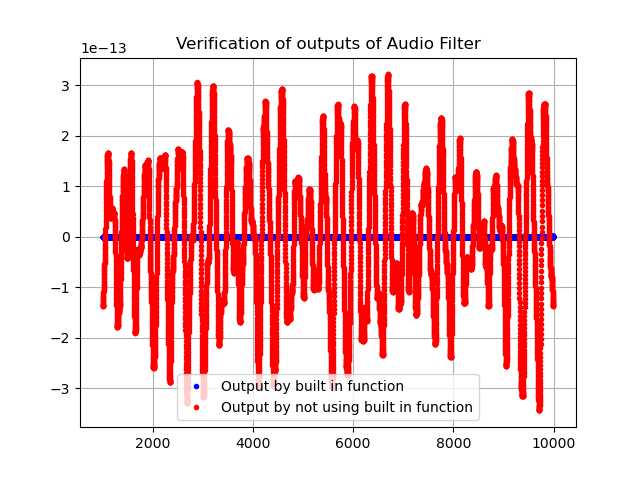 Verification of outputs of Audio Filter
1e−13
3
2
1
0
−1
−2
−3
2000 4000 6000 8000 10000
Output by built in function
Output by not using built in function